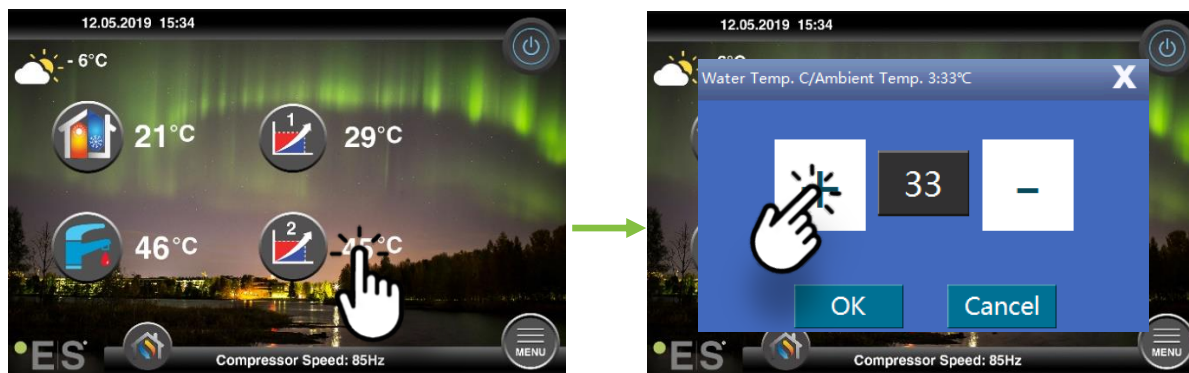 12.05.2019 15:34
- 6°C
21°C
1
29°C
46°C
2
45°C
•ES
Compressor Speed: 85Hz
MENU
12.05.2019 15:34
Water Temp. C/Ambient Temp. 3:33℃
X
+
33
–
OK
Cancel
•ES
Compressor Speed: 85Hz
MENU